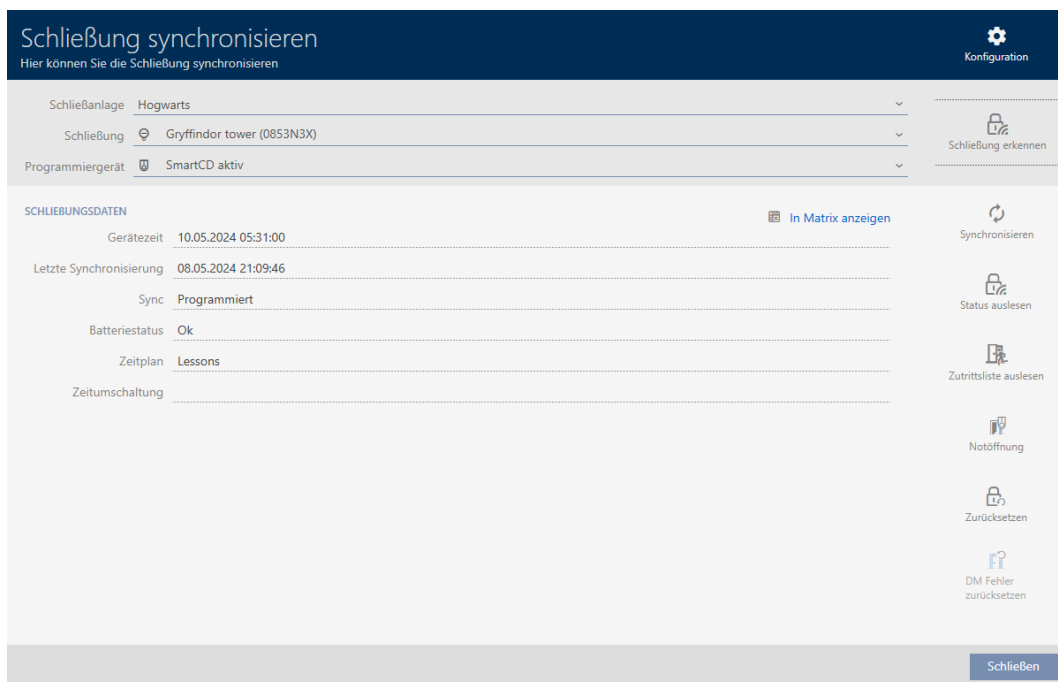 Schließung synchronisieren
Hier können Sie die Schließung synchronisieren
Konfiguration
Schließanlage Hogwarts
Schließung Gryffindor tower (0853N3X)
Programmiergerät SmartCD aktiv
Schließung erkennen
SCHLIEẞUNGSDATEN
In Matrix anzeigen
Gerätezeit 10.05.2024 05:31:00
Letzte Synchronisierung 08.05.2024 21:09:46
Sync Programmiert
Batteriestatus Ok
Zeitplan Lessons
Zeitumschaltung
Synchronisieren
Status auslesen
Zutrittsliste auslesen
Notöffnung
Zurücksetzen
DM Fehler
zurücksetzen
Schließen